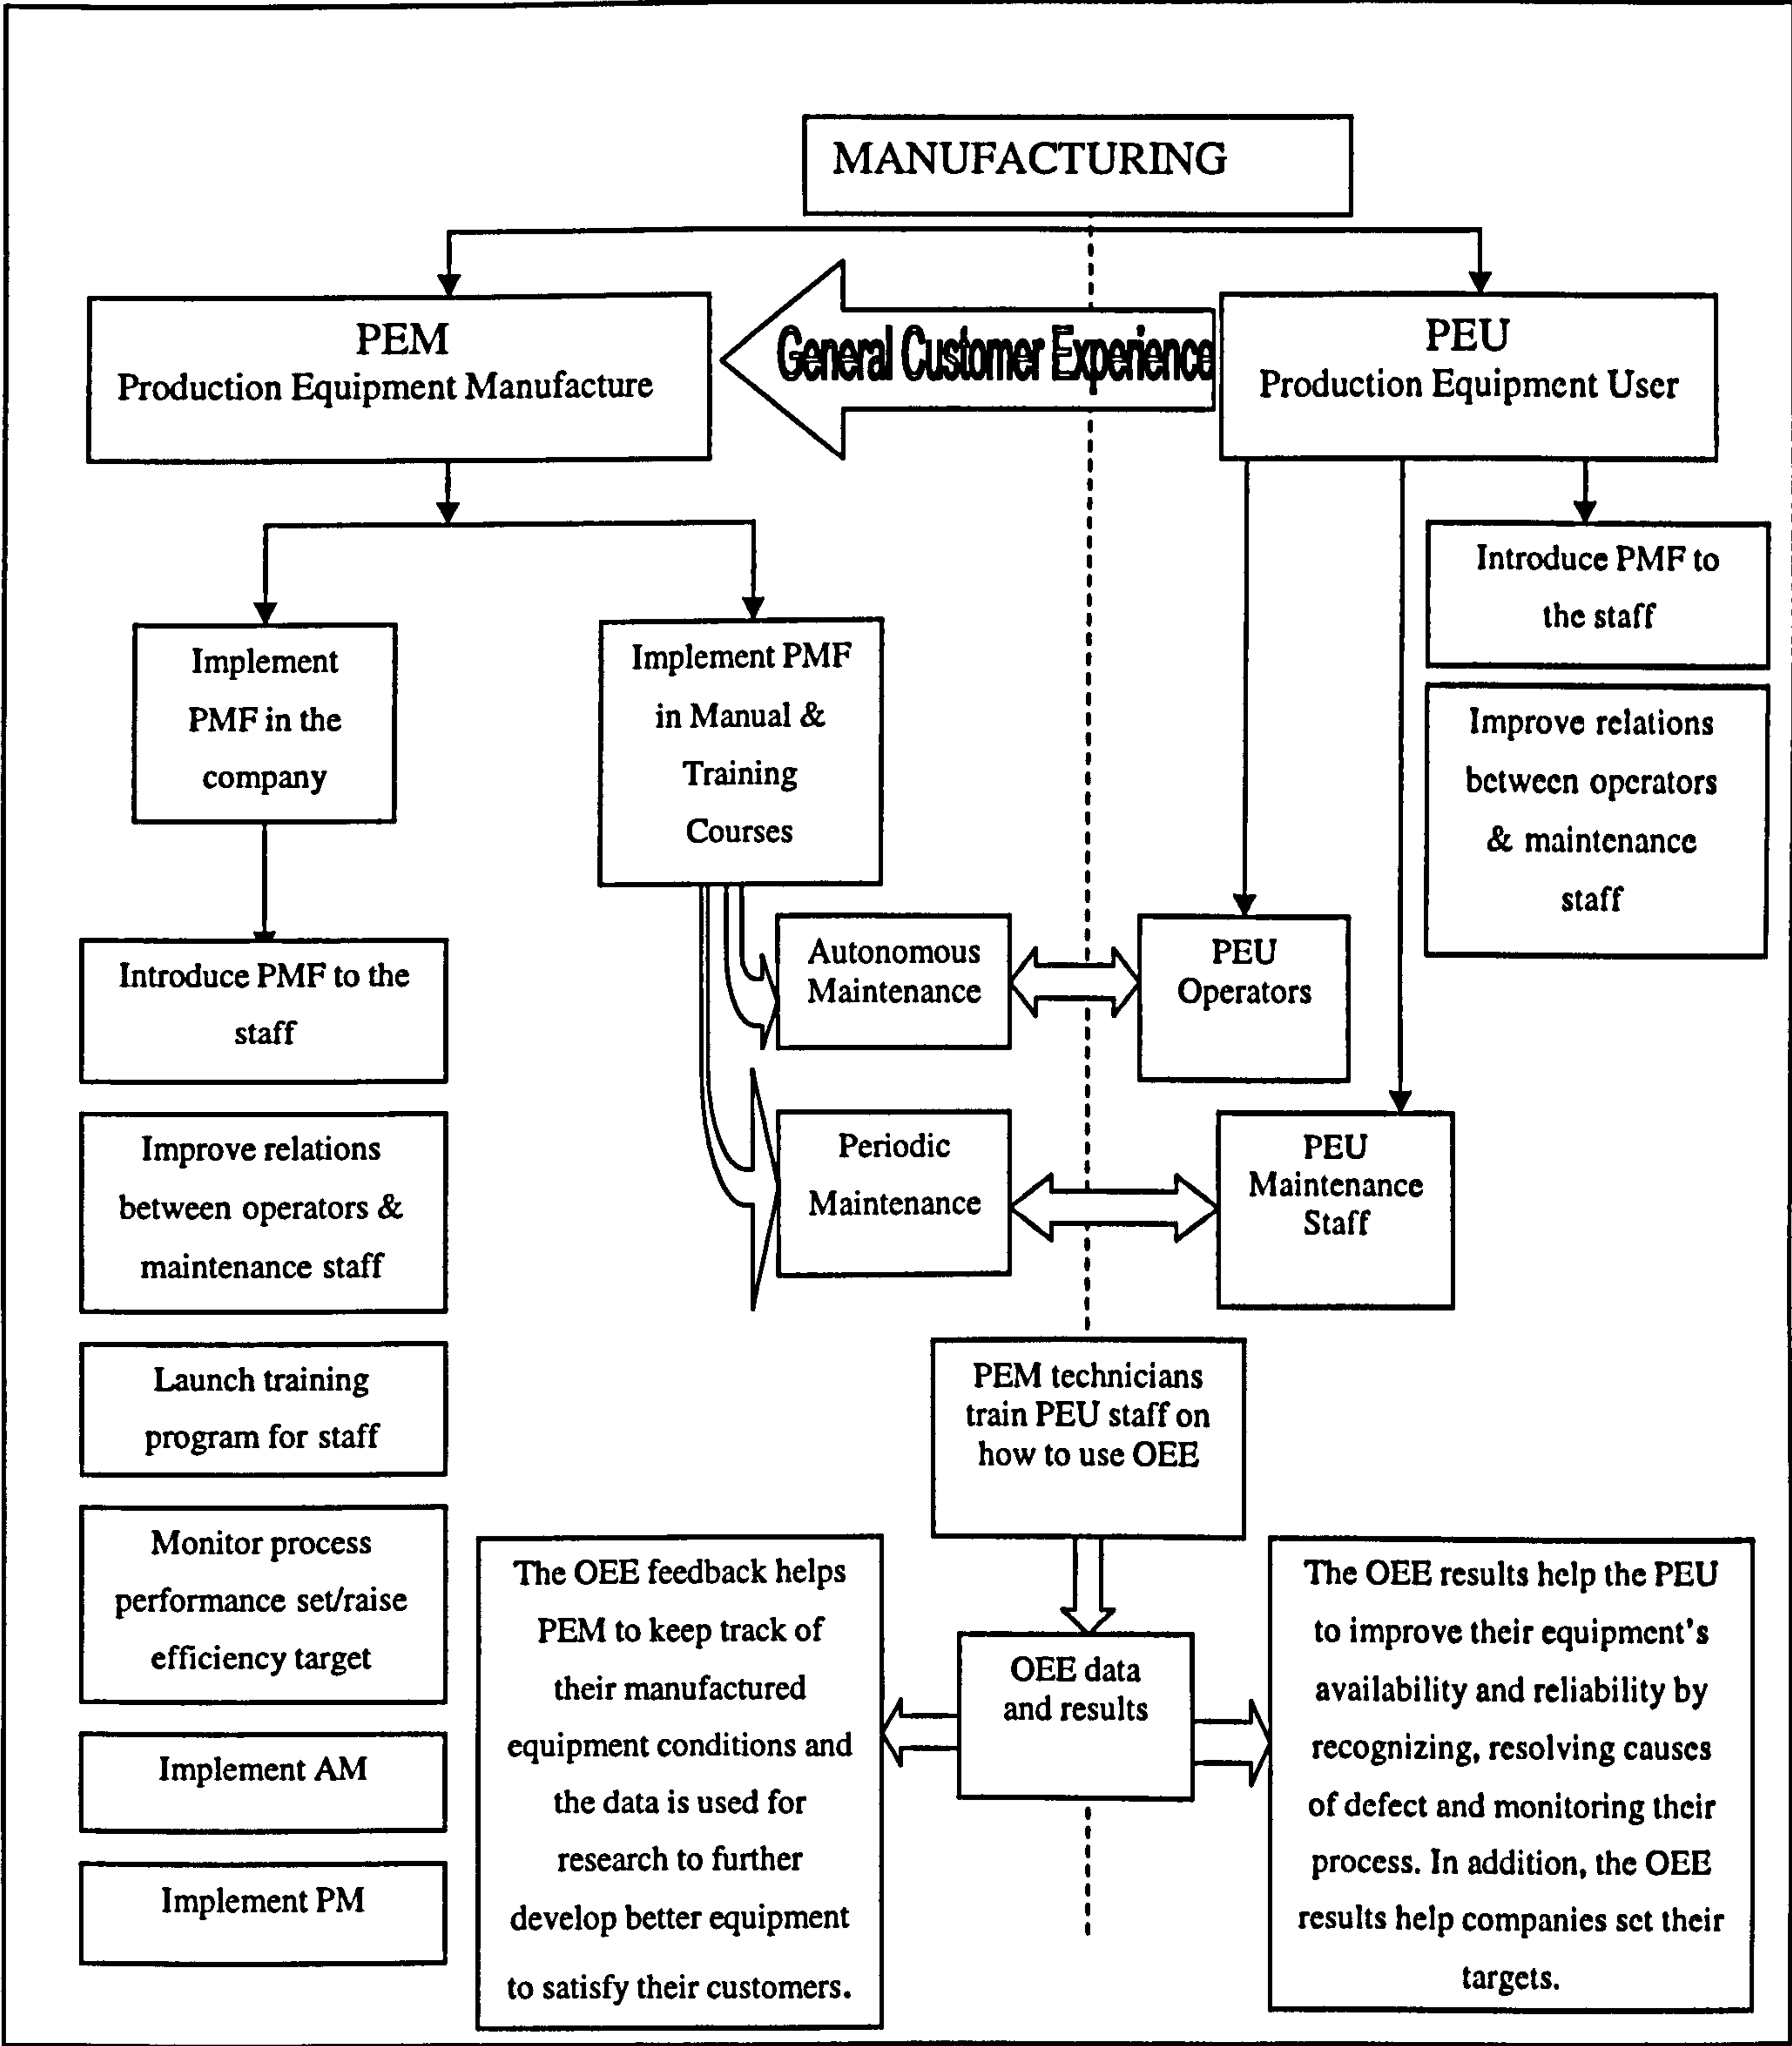 MANUFACTURING
PEM
Production Equipment Manufacture
General Customer Experience
PEU
Production Equipment User
Implement
PMF in the
company
Implement PMF
in Manual &
Training
Courses
Introduce PMF to
the staff
Improve relations
between operators
& maintenance
staff
Introduce PMF to the
staff
Improve relations
between operators &
maintenance staff
Launch training
program for staff
Monitor process
performance set/raise
efficiency target
Implement AM
Implement PM
Autonomous
Maintenance
PEU
Operators
Periodic
Maintenance
PEU
Maintenance
Staff
PEM technicians
train PEU staff on
how to use OEE
OEE data
and results
The OEE feedback helps
PEM to keep track of
their manufactured
equipment conditions and
the data is used for
research to further
develop better equipment
to satisfy their customers.
The OEE results help the PEU
to improve their equipment's
availability and reliability by
recognizing, resolving causes
of defect and monitoring their
process. In addition, the OEE
results help companies set their
targets.